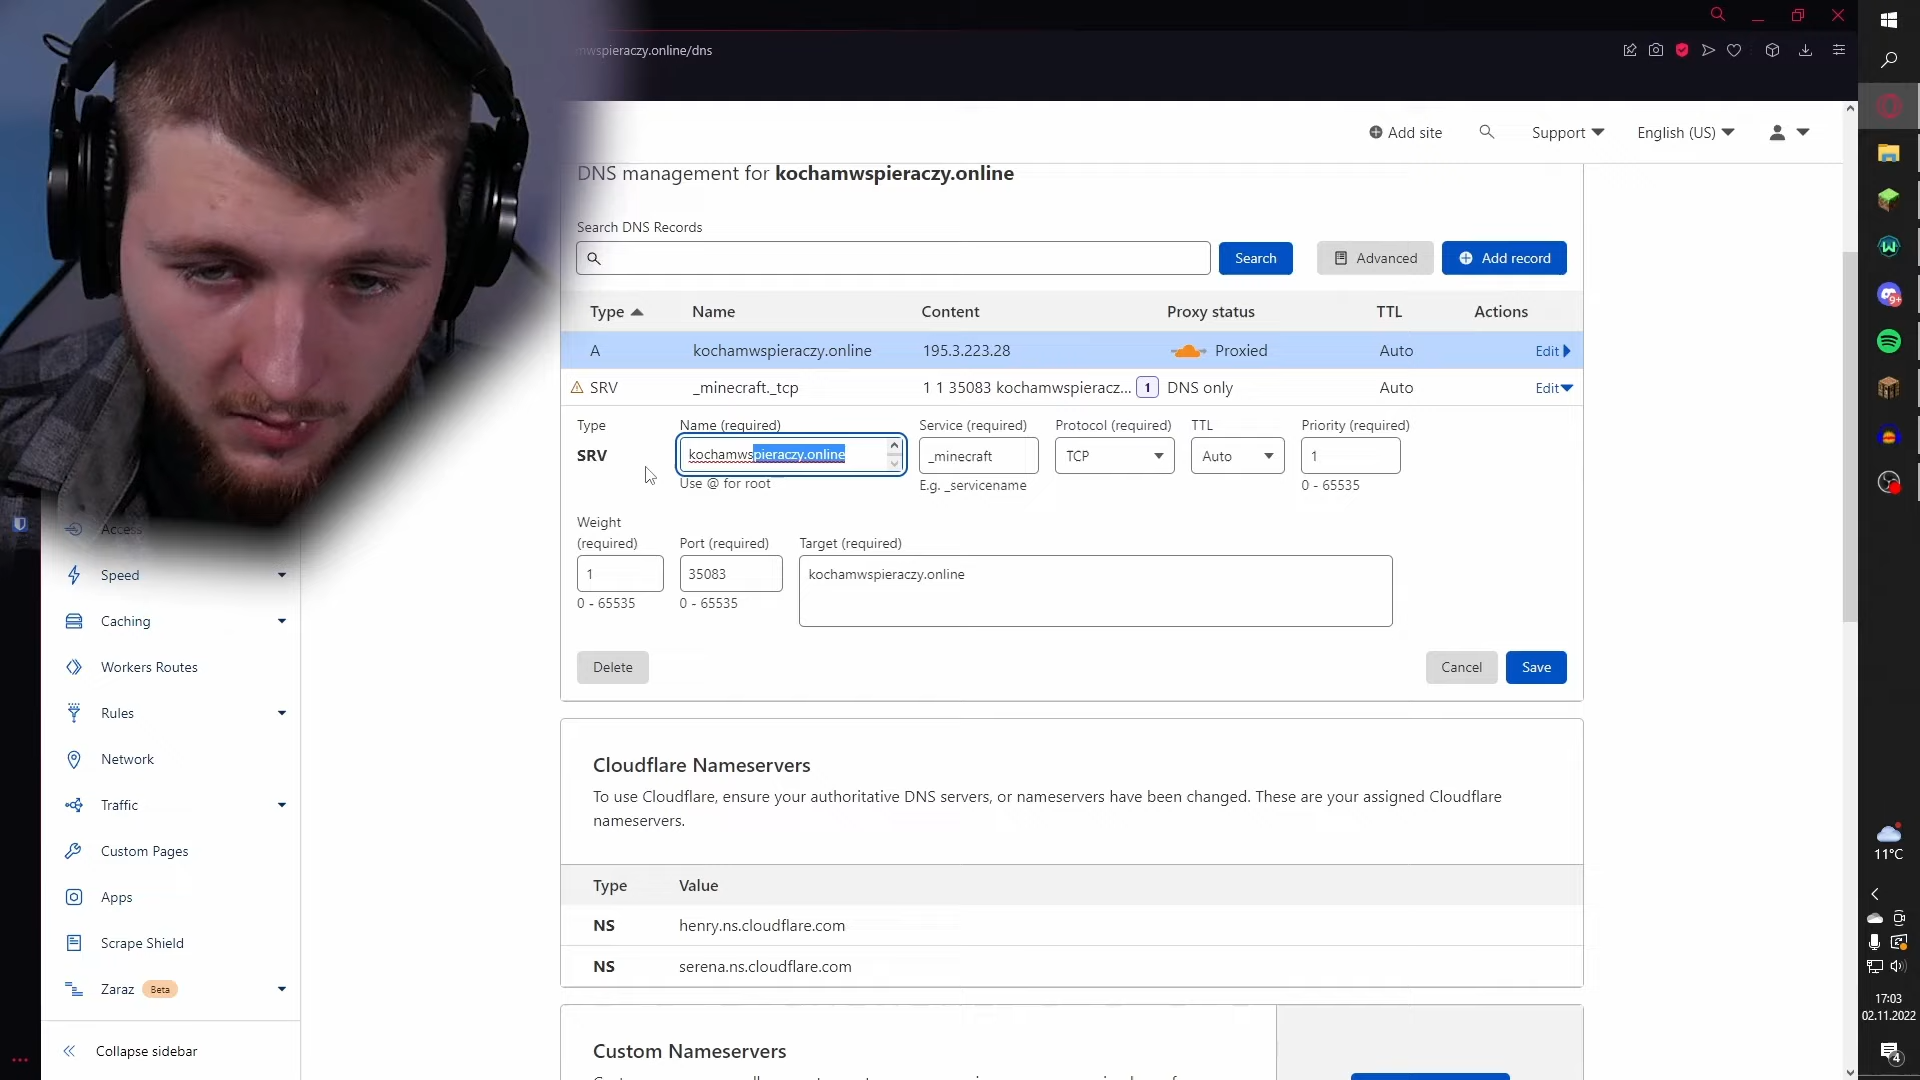 mwspieraczy.online/dns
Add site
Support
English (US)
DNS management for kochamwspieraczy.online
Search DNS Records
Search
Advanced
Add record
Type
Name
Content
Proxy status
TTL
Actions
A
kochamwspieraczy.online
195.3.223.28
Proxied
Auto
Edit
SRV
_minecraft._tcp
1 1 35083 kochamwspieracz...
1
DNS only
Auto
Edit
Type
Name (required)
Service (required)
Protocol (required)
TTL
Priority (required)
SRV
kochamwspieraczy.online
_minecraft
TCP
Auto
1
Use @ for root
E.g. _servicename
0 - 65535
Weight
(required)
Port (required)
Target (required)
1
35083
kochamwspieraczy.online
0 - 65535
0 - 65535
Delete
Cancel
Save
Access
Speed
Caching
Workers Routes
Rules
Network
Traffic
Custom Pages
Apps
Scrape Shield
Zaraz
Beta
Collapse sidebar
Cloudflare Nameservers
To use Cloudflare, ensure your authoritative DNS servers, or nameservers have been changed. These are your assigned Cloudflare
nameservers.
Type
Value
NS
henry.ns.cloudflare.com
NS
serena.ns.cloudflare.com
Custom Nameservers
9+
11°C
17:03
02.11.2022
4